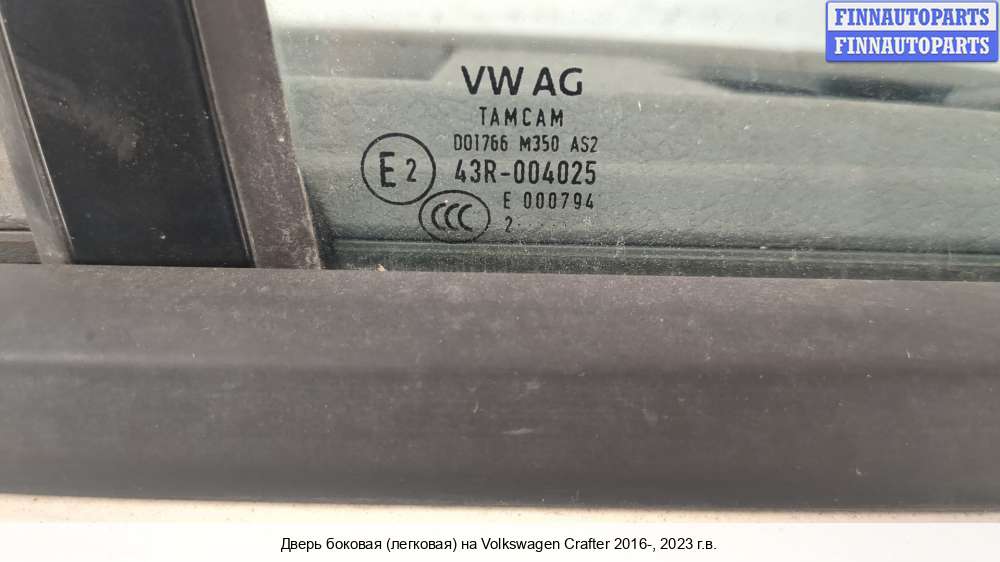 FINNAUTOPARTS
FINNAUTOPARTS
VW AG
TAMCAM
D01766 M350 AS2
E2 43R-004025
CCC E 000794
2
Дверь боковая (легковая) на Volkswagen Crafter 2016-, 2023 г.в.